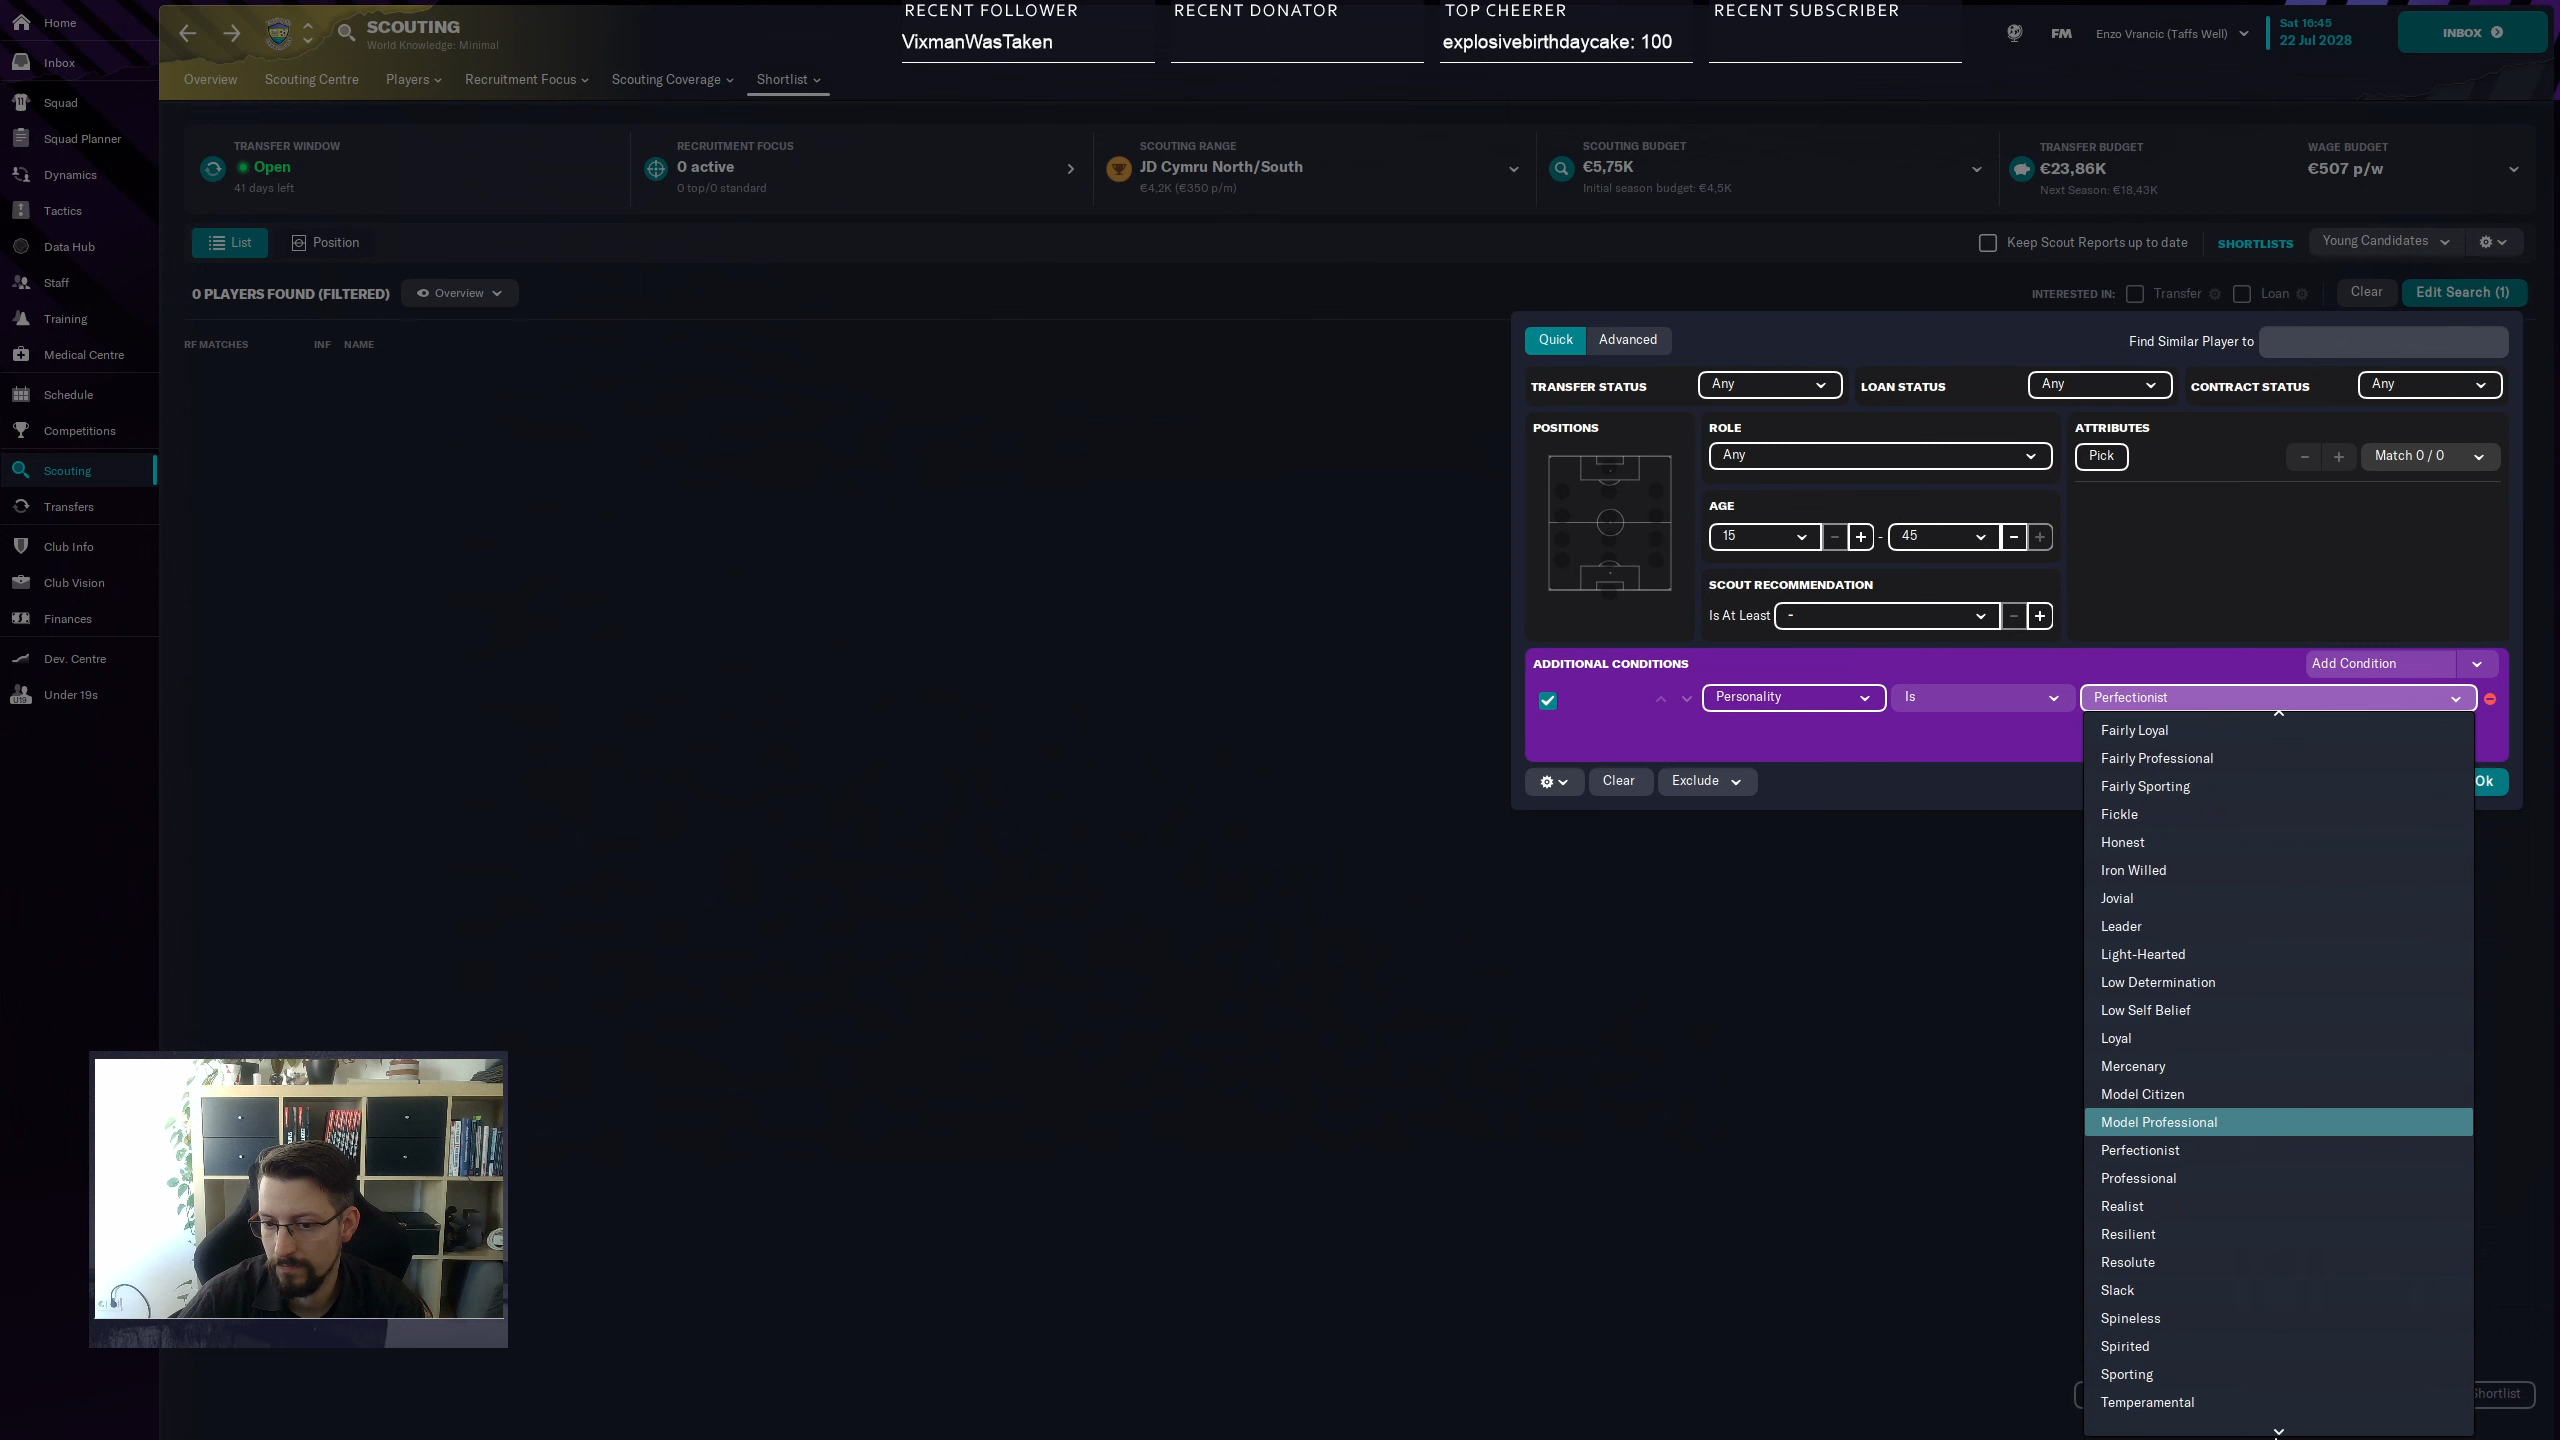 RECENT FOLLOWER
RECENT DONATOR
TOP CHEERER
RECENT SUBSCRIBER
VixmanWasTaken
explosivebirthdaycake: 100
Home
Inbox
Squad
Squad Planner
Dynamics
Tactics
Data Hub
Staff
Training
Medical Centre
Schedule
Competitions
Scouting
Transfers
Club Info
Club Vision
Finances
Dev. Centre
Under 19s
SCOUTING
World Knowledge: Minimal
FM
Enzo Vrancic (Taffs Well)
Sat 16:45
22 Jul 2028
INBOX
Overview
Scouting Centre
Players
Recruitment Focus
Scouting Coverage
Shortlist
TRANSFER WINDOW
Open
41 days left
RECRUITMENT FOCUS
0 active
0 top/0 standard
SCOUTING RANGE
JD Cymru North/South
€4,2K (€350 p/m)
SCOUTING BUDGET
€5,75K
Initial season budget: €4,5K
TRANSFER BUDGET
€23,86K
Next Season: €18,43K
WAGE BUDGET
€507 p/w
List
Position
Keep Scout Reports up to date
SHORTLISTS
Young Candidates
0 PLAYERS FOUND (FILTERED)
Overview
INTERESTED IN:
Transfer
Loan
Clear
Edit Search (1)
RF MATCHES
INF
NAME
Quick
Advanced
Find Similar Player to
TRANSFER STATUS
Any
LOAN STATUS
Any
CONTRACT STATUS
Any
POSITIONS
ROLE
Any
ATTRIBUTES
Pick
Match 0 / 0
AGE
15
-
45
SCOUT RECOMMENDATION
Is At Least
-
ADDITIONAL CONDITIONS
Add Condition
Personality
Is
Perfectionist
Clear
Exclude
Ok
Fairly Loyal
Fairly Professional
Fairly Sporting
Fickle
Honest
Iron Willed
Jovial
Leader
Light-Hearted
Low Determination
Low Self Belief
Loyal
Mercenary
Model Citizen
Model Professional
Perfectionist
Professional
Realist
Resilient
Resolute
Slack
Spineless
Spirited
Sporting
Temperamental
Shortlist